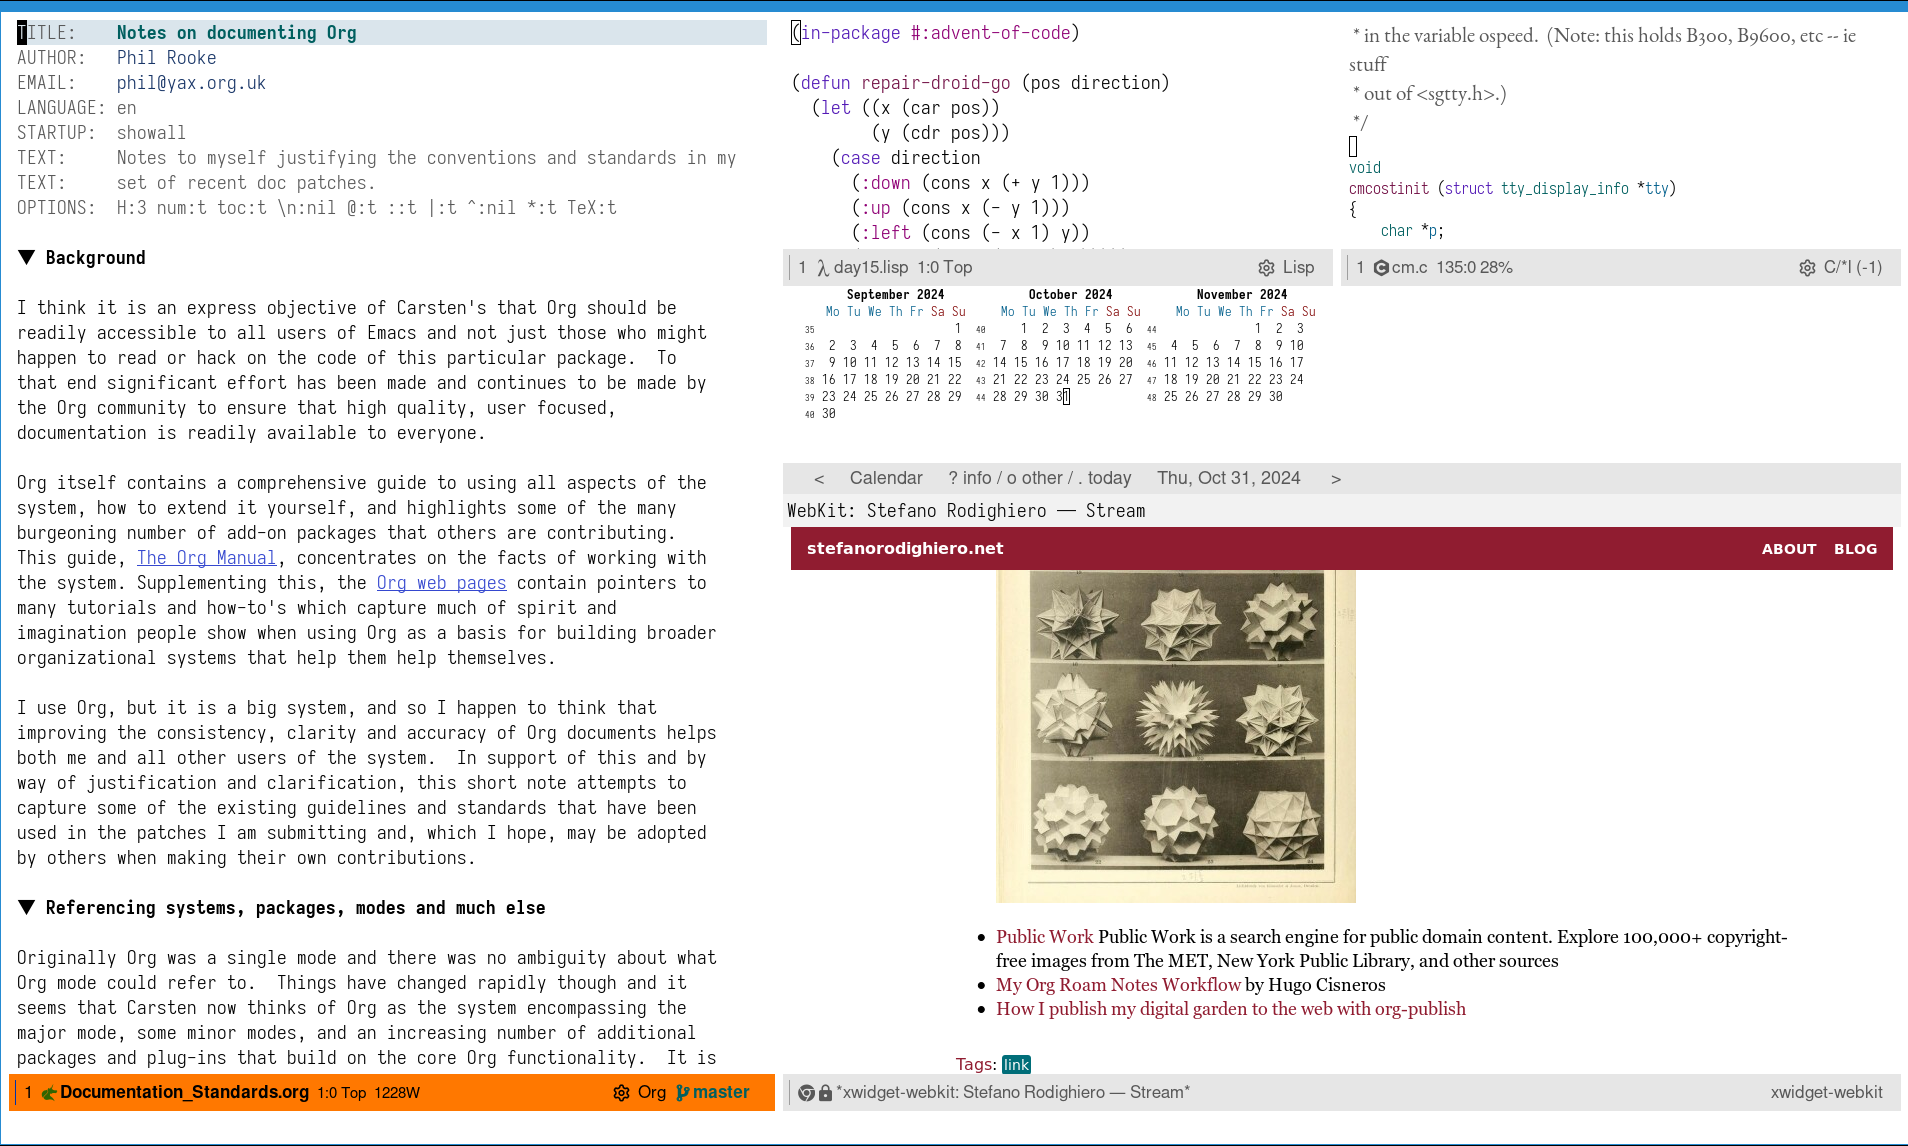 TITLE:    Notes on documenting Org
AUTHOR:   Phil Rooke
EMAIL:    phil@yax.org.uk
LANGUAGE: en
STARTUP:  showall
TEXT:     Notes to myself justifying the conventions and standards in my
TEXT:     set of recent doc patches.
OPTIONS:  H:3 num:t toc:t \n:nil @:t ::t |:t ^:nil *:t TeX:t
▼ Background
I think it is an express objective of Carsten's that Org should be
readily accessible to all users of Emacs and not just those who might
happen to read or hack on the code of this particular package.  To
that end significant effort has been made and continues to be made by
the Org community to ensure that high quality, user focused,
documentation is readily available to everyone.
Org itself contains a comprehensive guide to using all aspects of the
system, how to extend it yourself, and highlights some of the many
burgeoning number of add-on packages that others are contributing.
This guide, The Org Manual, concentrates on the facts of working with
the system. Supplementing this, the Org web pages contain pointers to
many tutorials and how-to's which capture much of spirit and
imagination people show when using Org as a basis for building broader
organizational systems that help them help themselves.
I use Org, but it is a big system, and so I happen to think that
improving the consistency, clarity and accuracy of Org documents helps
both me and all other users of the system.  In support of this and by
way of justification and clarification, this short note attempts to
capture some of the existing guidelines and standards that have been
used in the patches I am submitting and, which I hope, may be adopted
by others when making their own contributions.
▼ Referencing systems, packages, modes and much else
Originally Org was a single mode and there was no ambiguity about what
Org mode could refer to.  Things have changed rapidly though and it
seems that Carsten now thinks of Org as the system encompassing the
major mode, some minor modes, and an increasing number of additional
packages and plug-ins that build on the core Org functionality.  It is
1 Documentation_Standards.org 1:0 Top 1228W Org master
(in-package #:advent-of-code)
(defun repair-droid-go (pos direction)
  (let ((x (car pos))
        (y (cdr pos)))
    (case direction
      (:down (cons x (+ y 1)))
      (:up (cons x (- y 1)))
      (:left (cons (- x 1) y))
1 λ day15.lisp 1:0 Top Lisp
 * in the variable ospeed.  (Note: this holds B300, B9600, etc -- ie
stuff
 * out of <sgtty.h>.)
 */
void
cmcostinit (struct tty_display_info *tty)
{
    char *p;
1 cm.c 135:0 28% C/*l (-1)
September 2024 October 2024 November 2024
Mo Tu We Th Fr Sa Su Mo Tu We Th Fr Sa Su Mo Tu We Th Fr Sa Su
35 1 40 1 2 3 4 5 6 44 1 2 3
36 2 3 4 5 6 7 8 41 7 8 9 10 11 12 13 45 4 5 6 7 8 9 10
37 9 10 11 12 13 14 15 42 14 15 16 17 18 19 20 46 11 12 13 14 15 16 17
38 16 17 18 19 20 21 22 43 21 22 23 24 25 26 27 47 18 19 20 21 22 23 24
39 23 24 25 26 27 28 29 44 28 29 30 31 48 25 26 27 28 29 30
40 30
< Calendar ? info / o other / . today Thu, Oct 31, 2024 >
WebKit: Stefano Rodighiero — Stream
stefanorodighiero.net ABOUT BLOG
• Public Work Public Work is a search engine for public domain content. Explore 100,000+ copyright-
free images from The MET, New York Public Library, and other sources
• My Org Roam Notes Workflow by Hugo Cisneros
• How I publish my digital garden to the web with org-publish
Tags: link
*xwidget-webkit: Stefano Rodighiero — Stream* xwidget-webkit